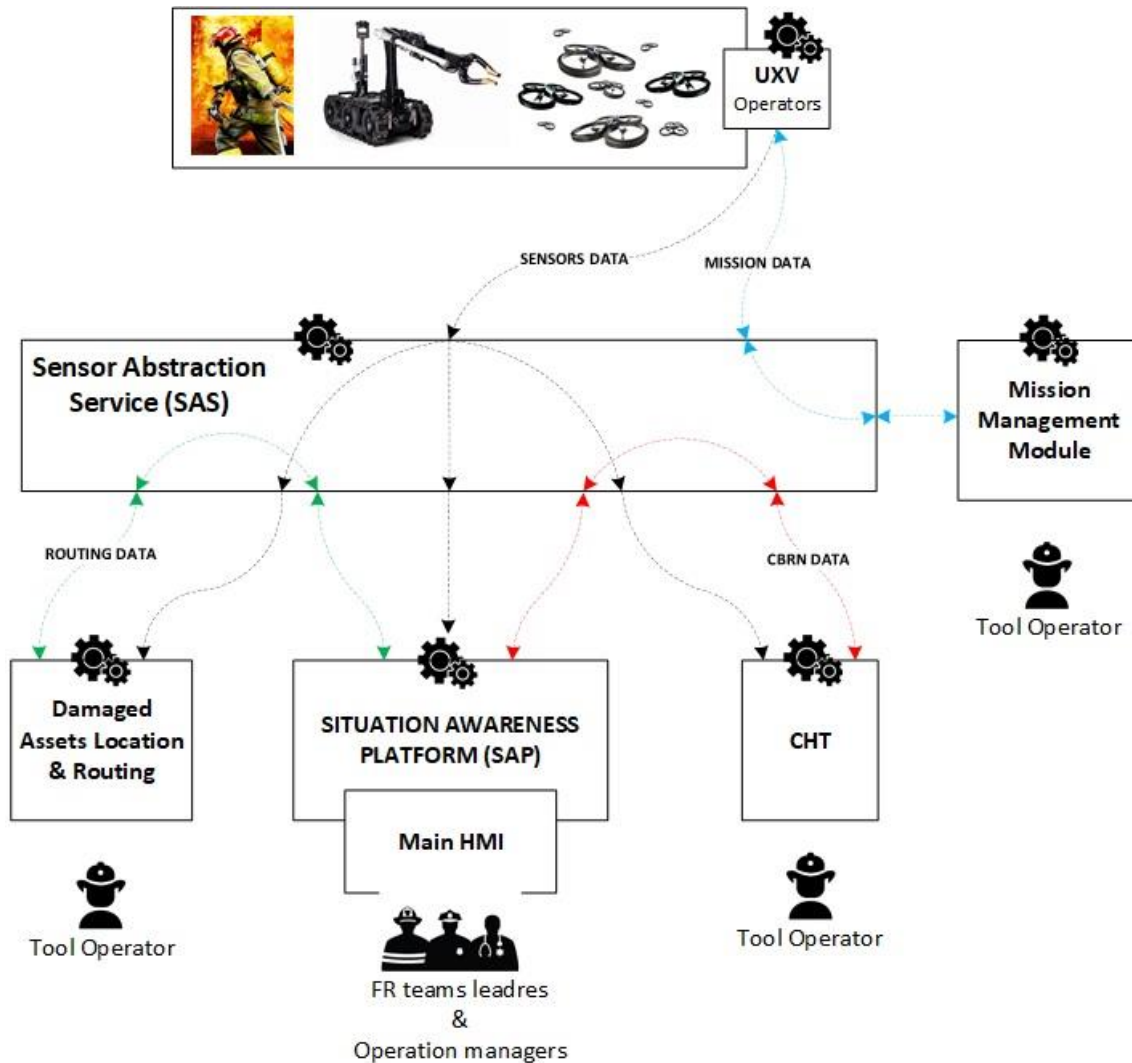 UXV
Operators
SENSORS DATA
MISSION DATA
Sensor Abstraction
Service (SAS)
Mission
Management
Module
ROUTING DATA
CBRN DATA
Tool Operator
Damaged
Assets Location
& Routing
SITUATION AWARENESS
PLATFORM (SAP)
CHT
Main HMI
Tool Operator
Tool Operator
FR teams leadres
&
Operation managers